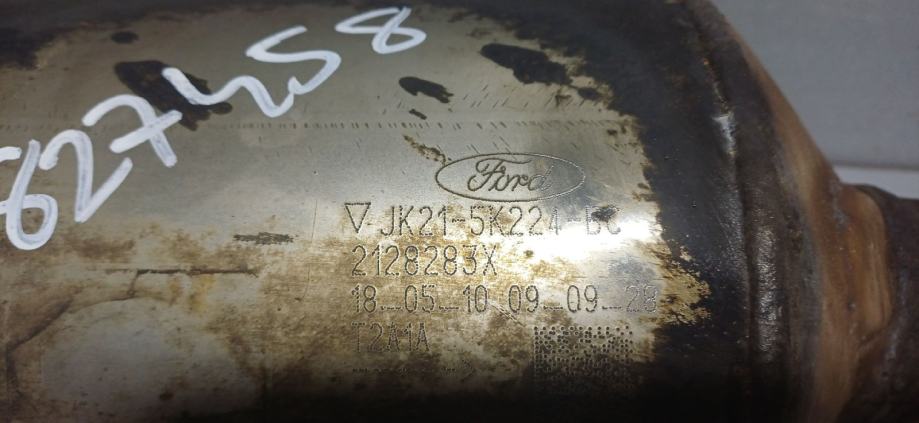 627458
Ford
▽ JK21-5K224-BC
2128283X
18-05-10 09-09-28
T2A1A